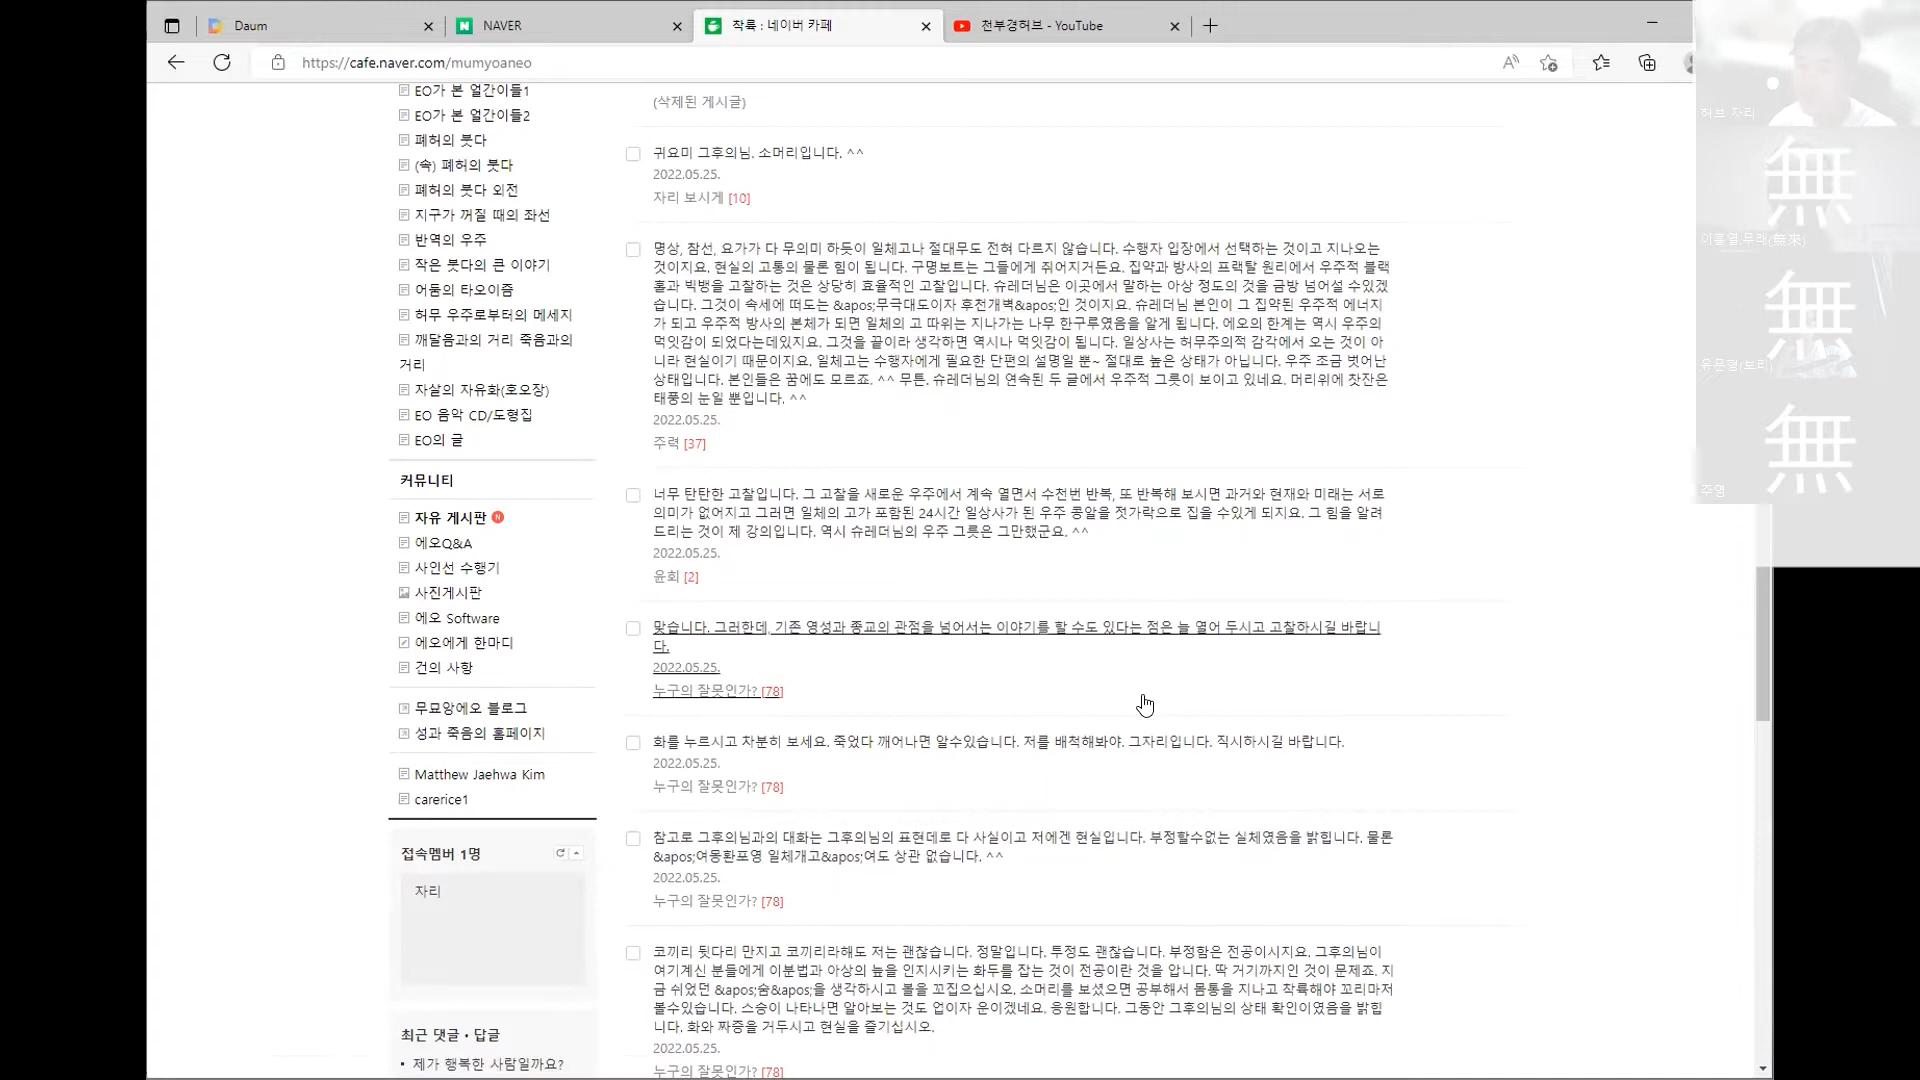 Daum
NAVER
착륙 : 네이버 카페
천부경허브 - YouTube
https://cafe.naver.com/mumyoaneo
EO가 본 얼간이들1
EO가 본 얼간이들2
폐허의 붓다
(속) 폐허의 붓다
폐허의 붓다 외전
지구가 꺼질 때의 좌선
반역의 우주
작은 붓다의 큰 이야기
어둠의 타오이즘
허무 우주로부터의 메세지
깨달음과의 거리 죽음과의
거리
자살의 자유화(호오장)
EO 음악 CD/도형집
EO의 글
커뮤니티
자유 게시판 N
에오Q&A
사인선 수행기
사진게시판
에오 Software
에오에게 한마디
건의 사항
무묘앙에오 블로그
성과 죽음의 홈페이지
Matthew Jaehwa Kim
carerice1
접속멤버 1명
자리
최근 댓글・답글
• 제가 행복한 사람일까요?
(삭제된 게시글)
귀요미 그후의님. 소머리입니다. ^^
2022.05.25.
자리 보시게 [10]
명상, 참선, 요가가 다 무의미 하듯이 일체고나 절대무도 전혀 다르지 않습니다. 수행자 입장에서 선택하는 것이고 지나오는
것이지요. 현실의 고통의 물론 힘이 됩니다. 구명보트는 그들에게 쥐어지거든요. 집약과 방사의 프랙탈 원리에서 우주적 블랙
홀과 빅뱅을 고찰하는 것은 상당히 효율적인 고찰입니다. 슈레더님은 이곳에서 말하는 아상 정도의 것을 금방 넘어설 수있겠
습니다. 그것이 속세에 떠도는 &apos;무극대도이자 후천개벽&apos;인 것이지요. 슈레더님 본인이 그 집약된 우주적 에너지
가 되고 우주적 방사의 본체가 되면 일체의 고 따위는 지나가는 나무 한구루였음을 알게 됩니다. 에오의 한계는 역시 우주의
먹잇감이 되었다는데있지요. 그것을 끝이라 생각하면 역시나 먹잇감이 됩니다. 일상사는 허무주의적 감각에서 오는 것이 아
니라 현실이기 때문이지요. 일체고는 수행자에게 필요한 단편의 설명일 뿐~ 절대로 높은 상태가 아닙니다. 우주 조금 벗어난
상태입니다. 본인들은 꿈에도 모르죠. ^^ 무튼. 슈레더님의 연속된 두 글에서 우주적 그릇이 보이고 있네요. 머리위에 찻잔은
태풍의 눈일 뿐입니다. ^^
2022.05.25.
주력 [37]
너무 탄탄한 고찰입니다. 그 고찰을 새로운 우주에서 계속 열면서 수천번 반복, 또 반복해 보시면 과거와 현재와 미래는 서로
의미가 없어지고 그러면 일체의 고가 포함된 24시간 일상사가 된 우주 콩알을 젓가락으로 집을 수있게 되지요. 그 힘을 알려
드리는 것이 제 강의입니다. 역시 슈레더님의 우주 그릇은 그만했군요. ^^
2022.05.25.
윤회 [2]
맞습니다. 그러한데, 기존 영성과 종교의 관점을 넘어서는 이야기를 할 수도 있다는 점은 늘 열어 두시고 고찰하시길 바랍니
다.
2022.05.25.
누구의 잘못인가? [78]
화를 누르시고 차분히 보세요. 죽었다 깨어나면 알수있습니다. 저를 배척해봐야. 그자리입니다. 직시하시길 바랍니다.
2022.05.25.
누구의 잘못인가? [78]
참고로 그후의님과의 대화는 그후의님의 표현데로 다 사실이고 저에겐 현실입니다. 부정할수없는 실체였음을 밝힙니다. 물론
&apos;여몽환포영 일체개고&apos;여도 상관 없습니다. ^^
2022.05.25.
누구의 잘못인가? [78]
코끼리 뒷다리 만지고 코끼리라해도 저는 괜찮습니다. 정말입니다. 투정도 괜찮습니다. 부정함은 전공이시지요. 그후의님이
여기계신 분들에게 이분법과 아상의 늪을 인지시키는 화두를 잡는 것이 전공이란 것을 압니다. 딱 거기까지인 것이 문제죠. 지
금 쉬었던 &apos;숨&apos;을 생각하시고 볼을 꼬집으십시오. 소머리를 보셨으면 공부해서 몸통을 지나고 착륙해야 꼬리마저
볼수있습니다. 스승이 나타나면 알아보는 것도 업이자 운이겠네요. 응원합니다. 그동안 그후의님의 상태 확인이였음을 밝힙
니다. 화와 짜증을 거두시고 현실을 즐기십시오.
2022.05.25.
누구의 잘못인가? [78]
허브 자리
無
無
無
주영